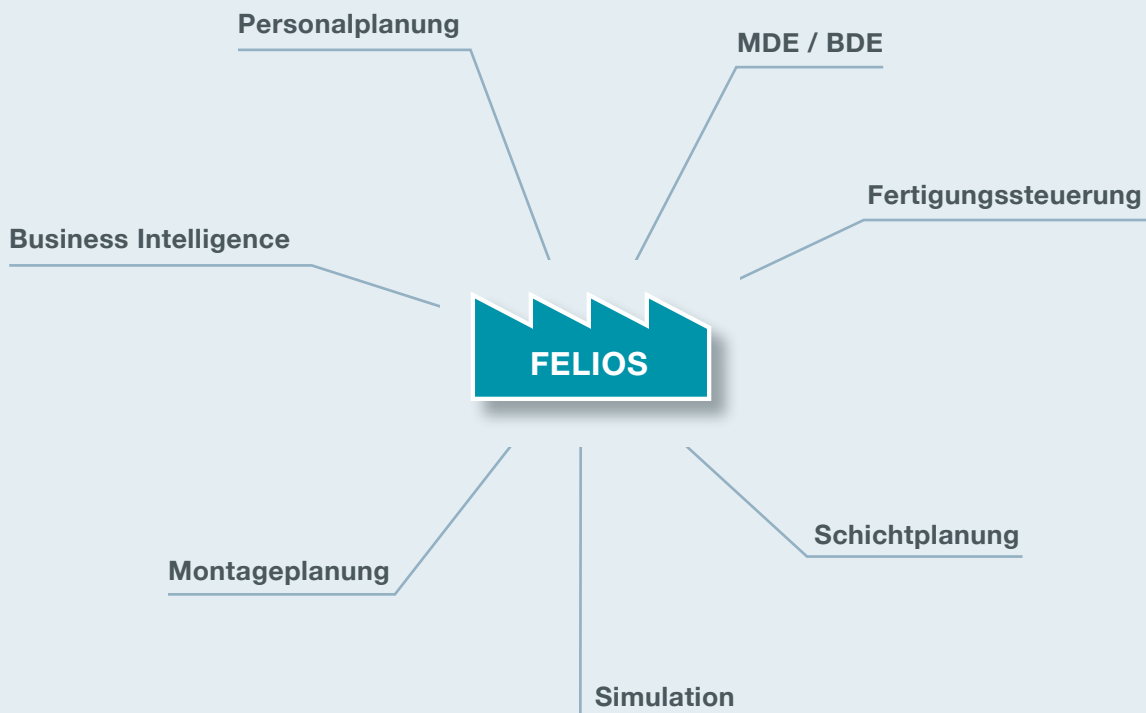 Personalplanung
MDE / BDE
Fertigungssteuerung
Business Intelligence
FELIOS
Schichtplanung
Montageplanung
Simulation